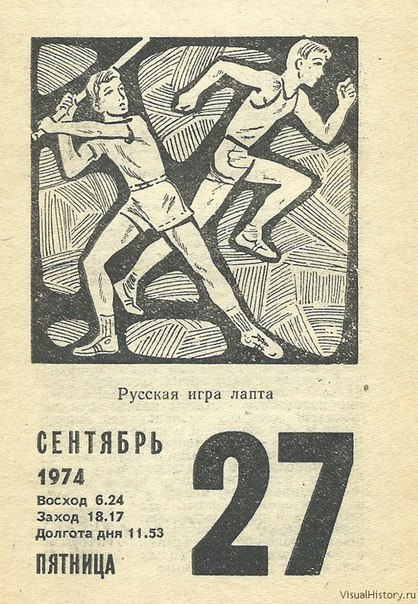 Русская игра лапта
СЕНТЯБРЬ
1974
Восход 6.24
Заход 18.17
Долгота дня 11.53
ПЯТНИЦА
27
VisualHistory.ru